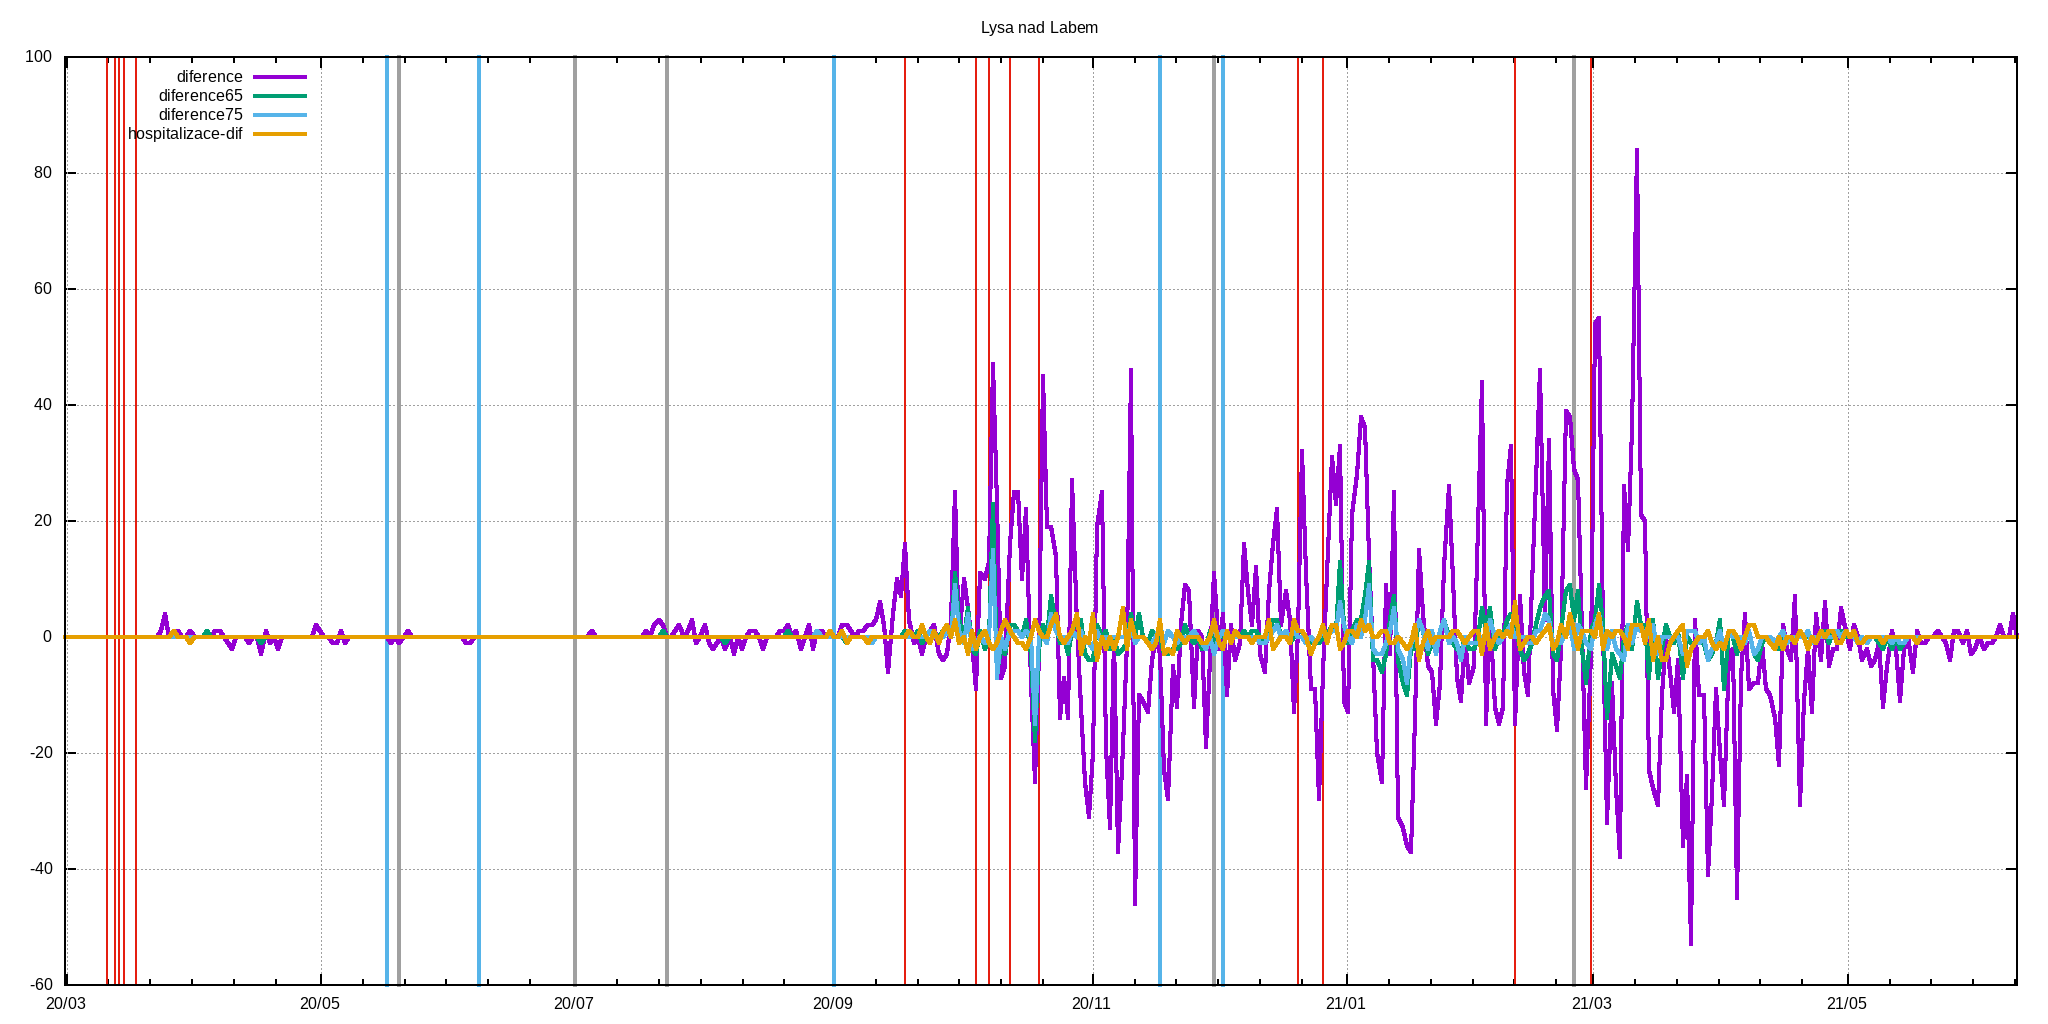 Lysa nad Labem
100
80
60
40
20
0
-20
-40
-60
diference
diference65
diference75
hospitalizace-dif
20/03 20/05 20/07 20/09 20/11 21/01 21/03 21/05